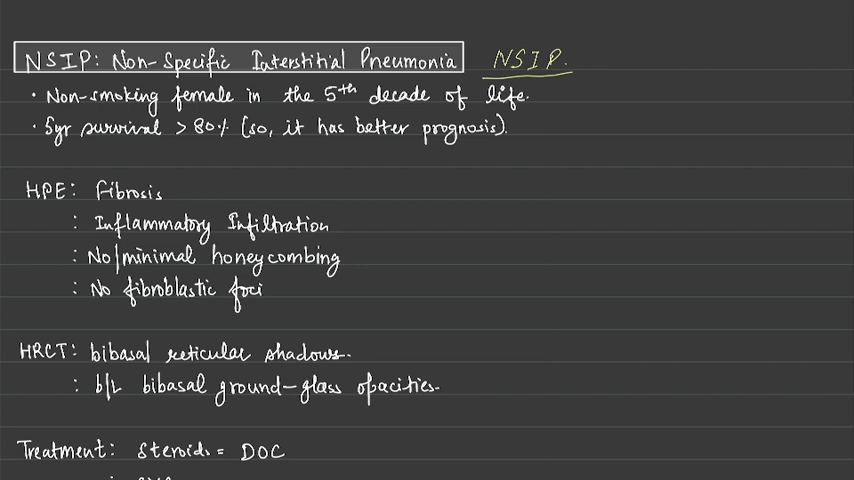 NSIP: Non-Specific Interstitial Pneumonia NSIP.
· Non-smoking female in the 5th decade of life.
· 5yr survival > 80% (so, it has better prognosis).
HPE: Fibrosis
: Inflammatory Infiltration
: No/minimal honeycombing
: No fibroblastic foci
HRCT: bibasal reticular shadows.
: b/L bibasal ground-glass opacities.
Treatment: Steroids = DOC